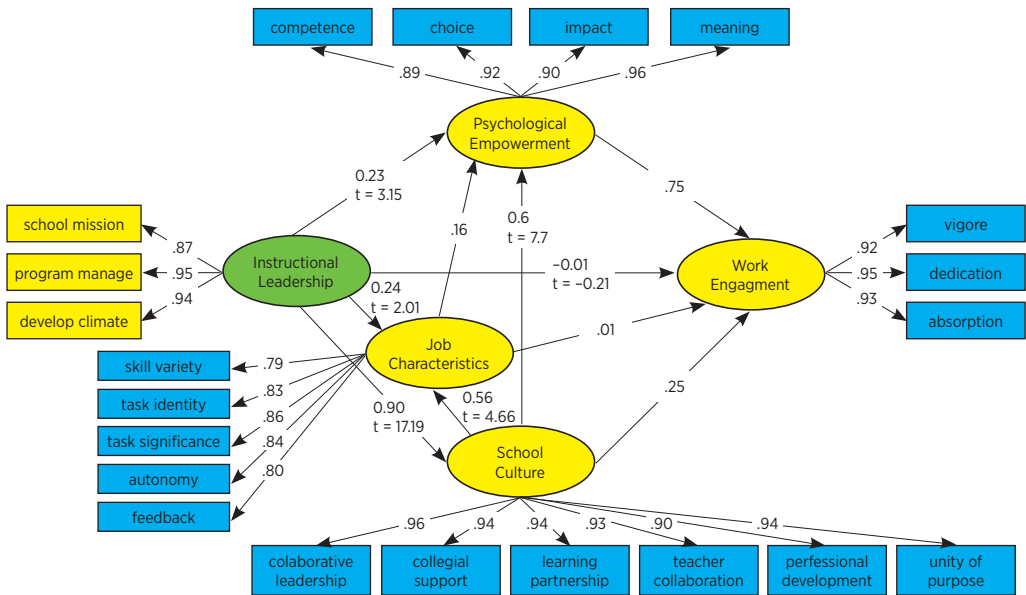 competence
choice
impact
meaning
.89
.92
.90
.96
Psychological
Empowerment
0.23
t = 3.15
.16
0.6
t = 7.7
.75
school mission
program manage
develop climate
.87
.95
.94
Instructional
Leadership
−0.01
t = −0.21
Work
Engagment
.92
.95
.93
vigore
dedication
absorption
0.24
t = 2.01
Job
Characteristics
.01
skill variety
task identity
task significance
autonomy
feedback
.79
.83
.86
.84
.80
0.90
t = 17.19
0.56
t = 4.66
.25
School
Culture
.96
.94
.94
.93
.90
.94
colaborative
leadership
collegial
support
learning
partnership
teacher
collaboration
perfessional
development
unity of
purpose